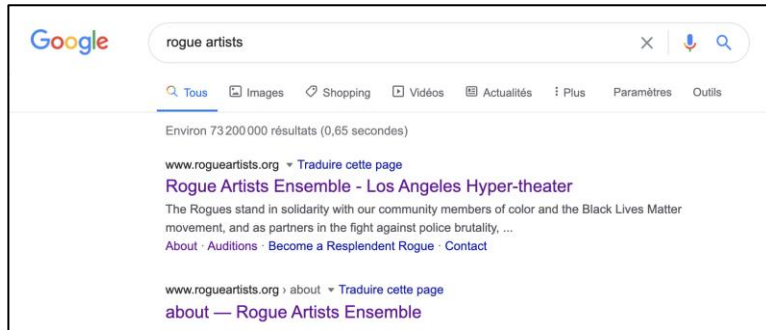 Google rogue artists
Tous Images Shopping Vidéos Actualités Plus Paramètres Outils
Environ 73 200 000 résultats (0,65 secondes)
www.rogueartists.org ▾ Traduire cette page
Rogue Artists Ensemble - Los Angeles Hyper-theater
The Rogues stand in solidarity with our community members of color and the Black Lives Matter
movement, and as partners in the fight against police brutality, ...
About · Auditions · Become a Resplendent Rogue · Contact
www.rogueartists.org › about ▾ Traduire cette page
about — Rogue Artists Ensemble